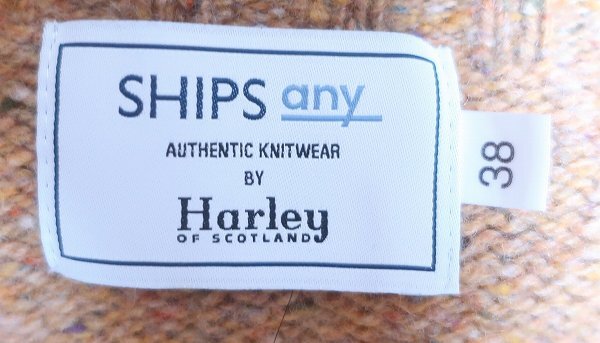 SHIPS any
AUTHENTIC KNITWEAR
BY
Harley
OF SCOTLAND
38